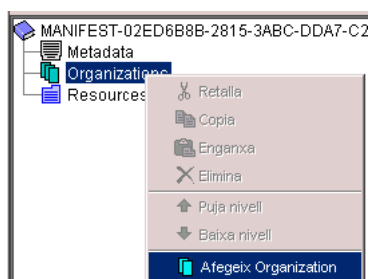 MANIFEST-02ED6B8B-2815-3ABC-DDA7-C2
Metadata
Organizations
Resources
Retalla
Copia
Enganxa
Elimina
Puja nivell
Baixa nivell
Afegeix Organization